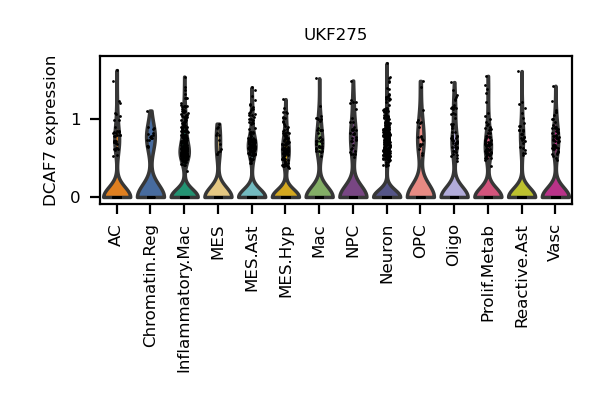 UKF275
DCAF7 expression
1
0
AC
Chromatin.Reg
Inflammatory.Mac
MES
MES.Ast
MES.Hyp
Mac
NPC
Neuron
OPC
Oligo
Prolif.Metab
Reactive.Ast
Vasc